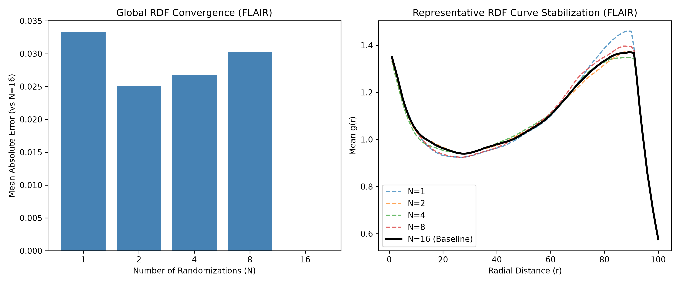 Global RDF Convergence (FLAIR)
Mean Absolute Error (vs N=16)
0.035
0.030
0.025
0.020
0.015
0.010
0.005
0.000
1 2 4 8 16
Number of Randomizations (N)
Representative RDF Curve Stabilization (FLAIR)
Mean g(r)
1.4
1.2
1.0
0.8
0.6
N=1
N=2
N=4
N=8
N=16 (Baseline)
0 20 40 60 80 100
Radial Distance (r)